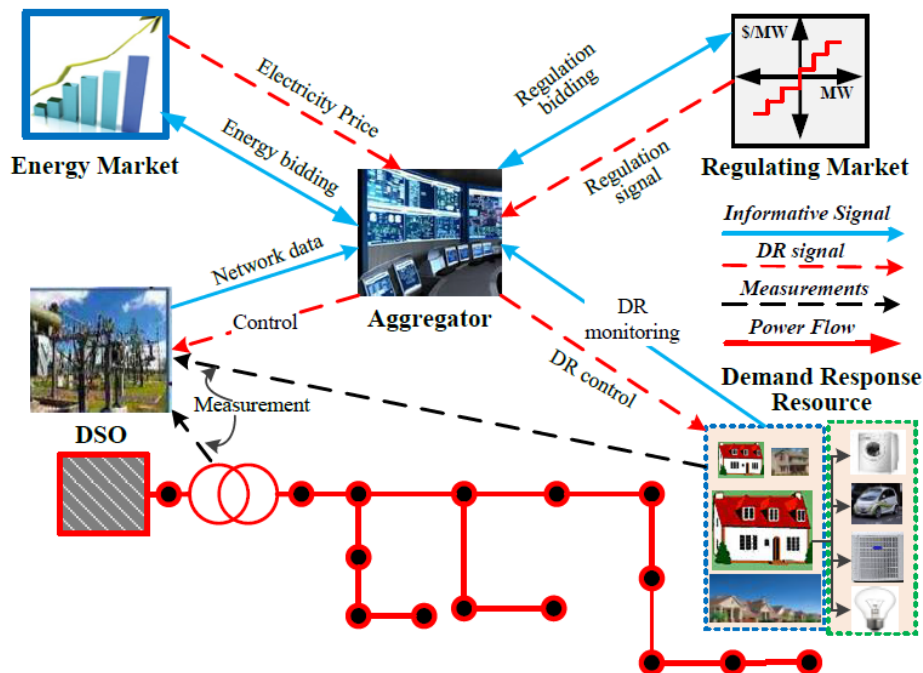 $/MW
MW
Energy Market
Electricity Price
Energy bidding
Regulation
bidding
Regulation
signal
Regulating Market
Informative Signal
DR signal
Measurements
Power Flow
Network data
Control
Aggregator
DR
monitoring
DR control
Demand Response
Resource
DSO
Measurement